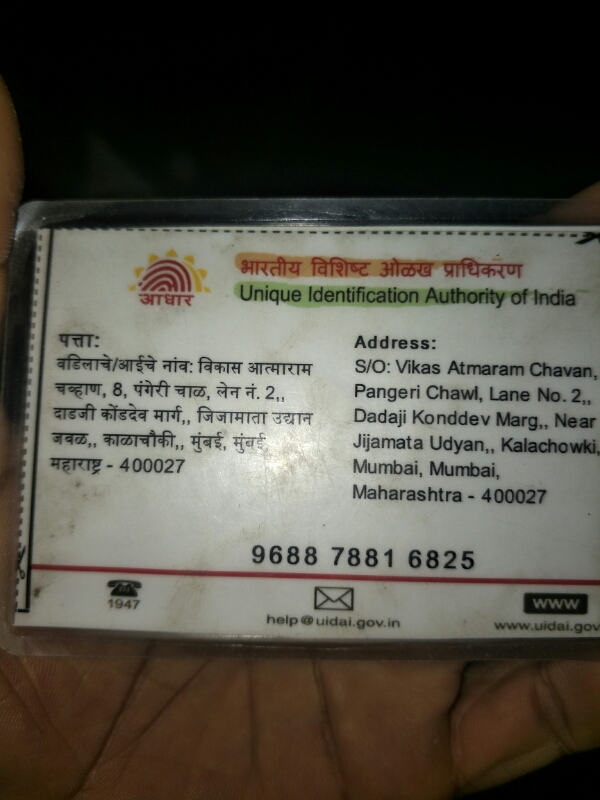 भारतीय विशिष्ट ओळख प्राधिकरण
Unique Identification Authority of India
आधार
पत्ता:
वडिलाचे/आईचे नांव: विकास आत्माराम
चव्हाण, 8, पंगेरी चाळ, लेन नं. 2,,
दाडजी कोंडदेव मार्ग,, जिजामाता उद्यान
जवळ,, काळाचौकी,, मुंबई, मुंबई,
महाराष्ट्र - 400027
Address:
S/O: Vikas Atmaram Chavan,
Pangeri Chawl, Lane No. 2,,
Dadaji Konddev Marg,, Near
Jijamata Udyan,, Kalachowki,
Mumbai, Mumbai,
Maharashtra - 400027
9688 7881 6825
1947
help@uidai.gov.in
www
www.uidai.gov